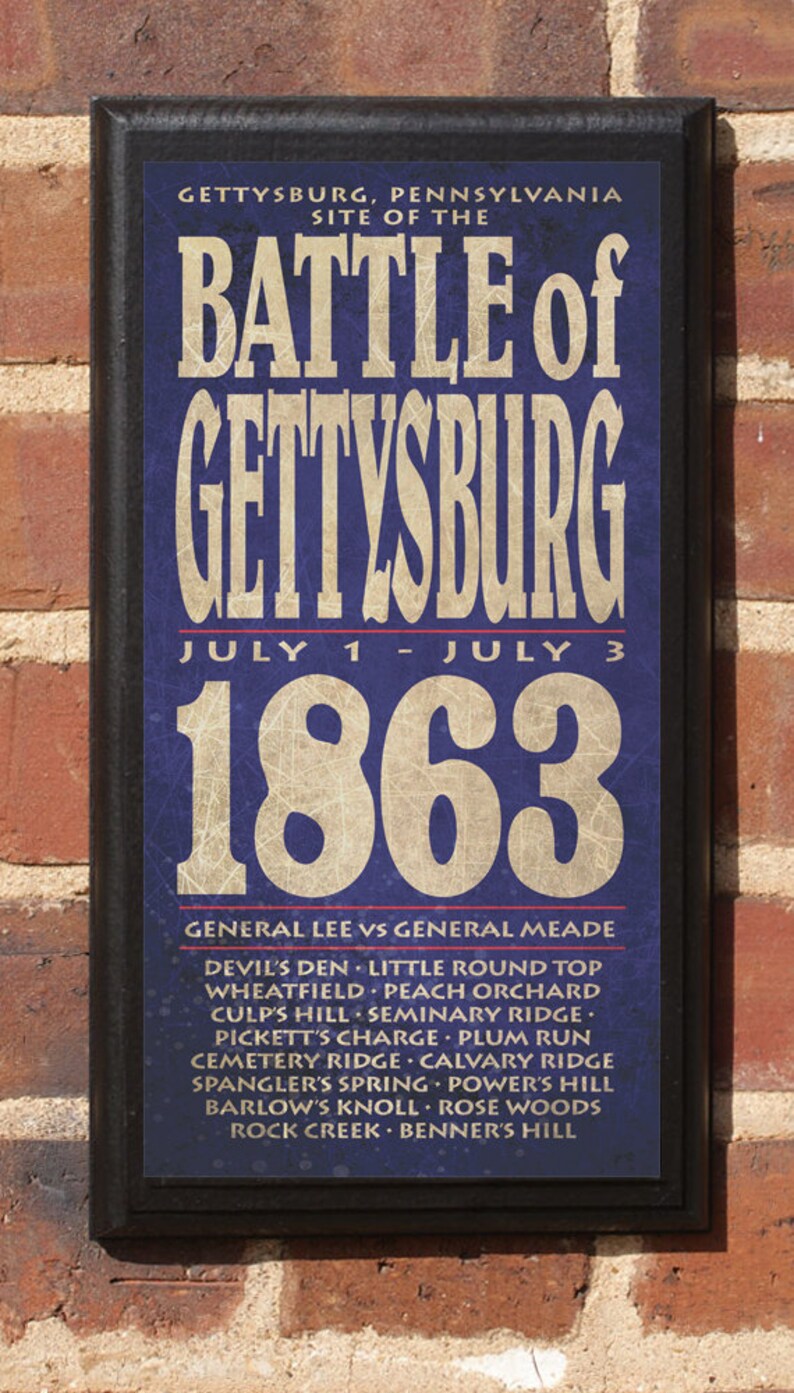 GETTYSBURG, PENNSYLVANIA
SITE OF THE
BATTLE of
GETTYSBURG
JULY 1 - JULY 3
1863
GENERAL LEE VS GENERAL MEADE
DEVIL'S DEN · LITTLE ROUND TOP
WHEATFIELD · PEACH ORCHARD
CULP'S HILL · SEMINARY RIDGE ·
PICKETT'S CHARGE · PLUM RUN
CEMETERY RIDGE · CALVARY RIDGE
SPANGLER'S SPRING · POWER'S HILL
BARLOW'S KNOLL · ROSE WOODS
ROCK CREEK · BENNER'S HILL